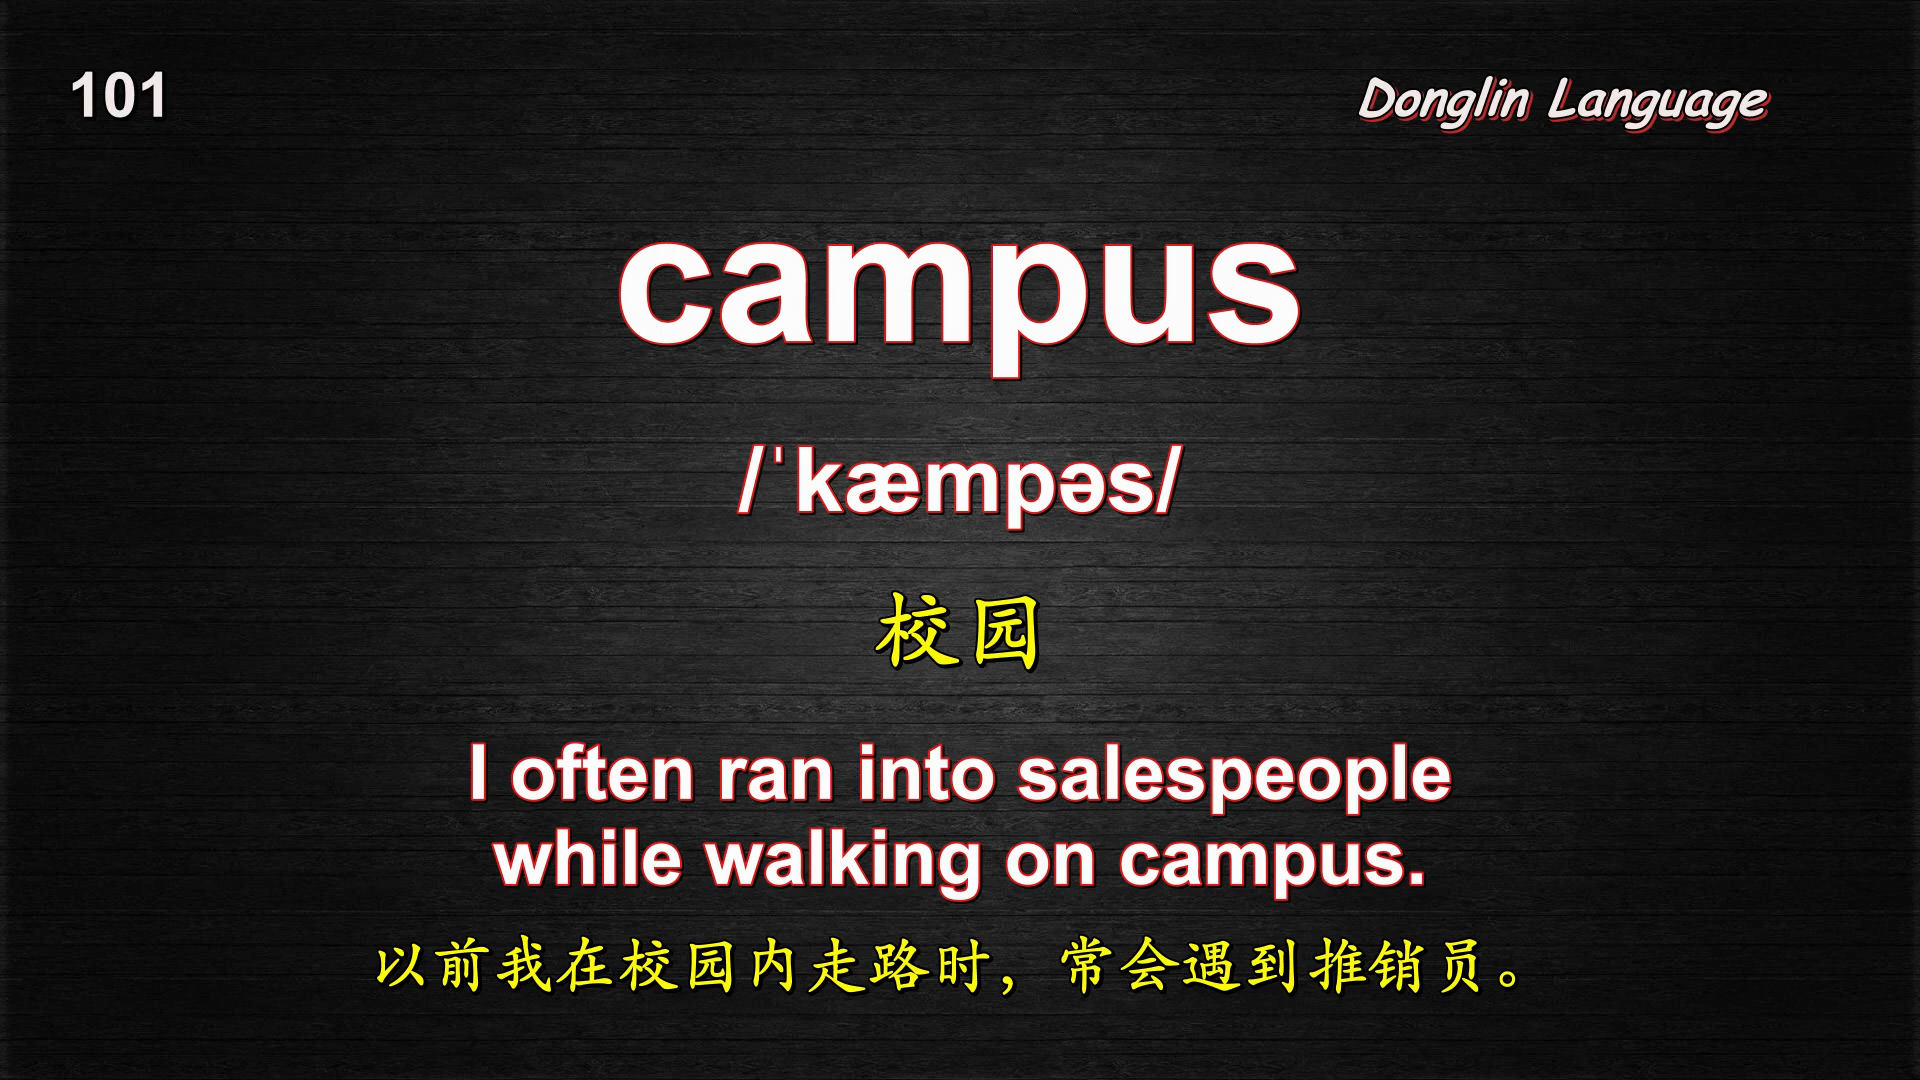 101
Donglin Language
campus
/ˈkæmpəs/
校园
I often ran into salespeople
while walking on campus.
以前我在校园内走路时，常会遇到推销员。